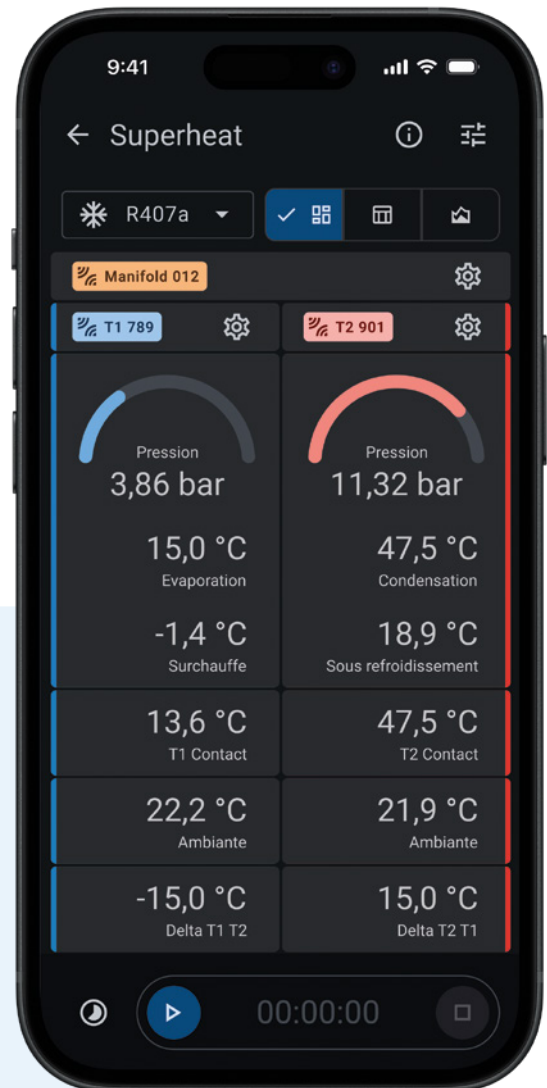 9:41
Superheat
R407a
Manifold 012
T1 789
T2 901
Pression
3,86 bar
Pression
11,32 bar
15,0 °C
Evaporation
47,5 °C
Condensation
-1,4 °C
Surchauffe
18,9 °C
Sous refroidissement
13,6 °C
T1 Contact
47,5 °C
T2 Contact
22,2 °C
Ambiante
21,9 °C
Ambiante
-15,0 °C
Delta T1 T2
15,0 °C
Delta T2 T1
00:00:00